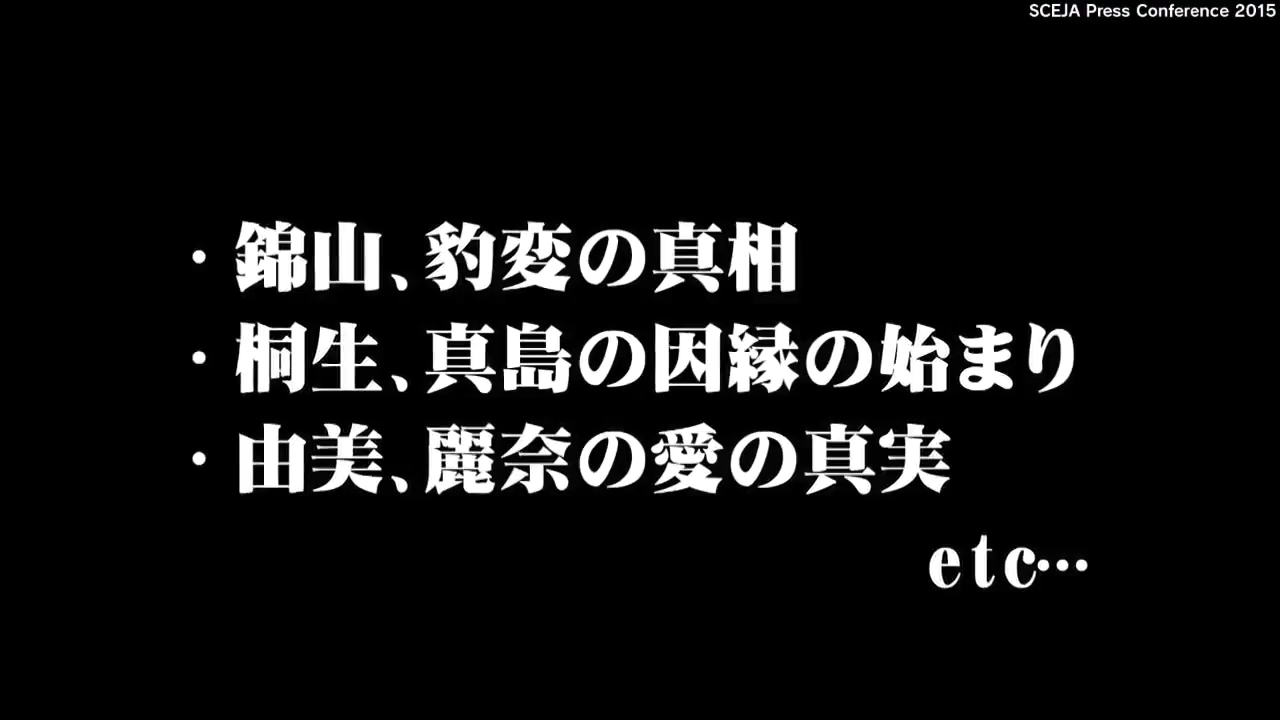 SCEJA Press Conference 2015
・錦山、豹変の真相
・桐生、真島の因縁の始まり
・由美、麗奈の愛の真実
etc…